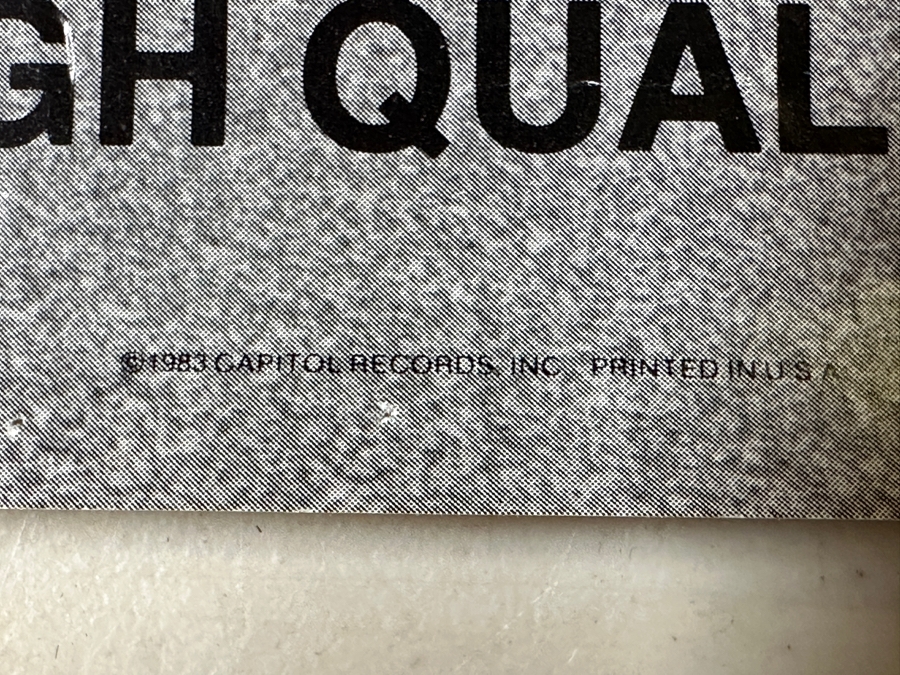 GH QUAL
©1983 CAPITOL RECORDS, INC. PRINTED IN U.S.A.